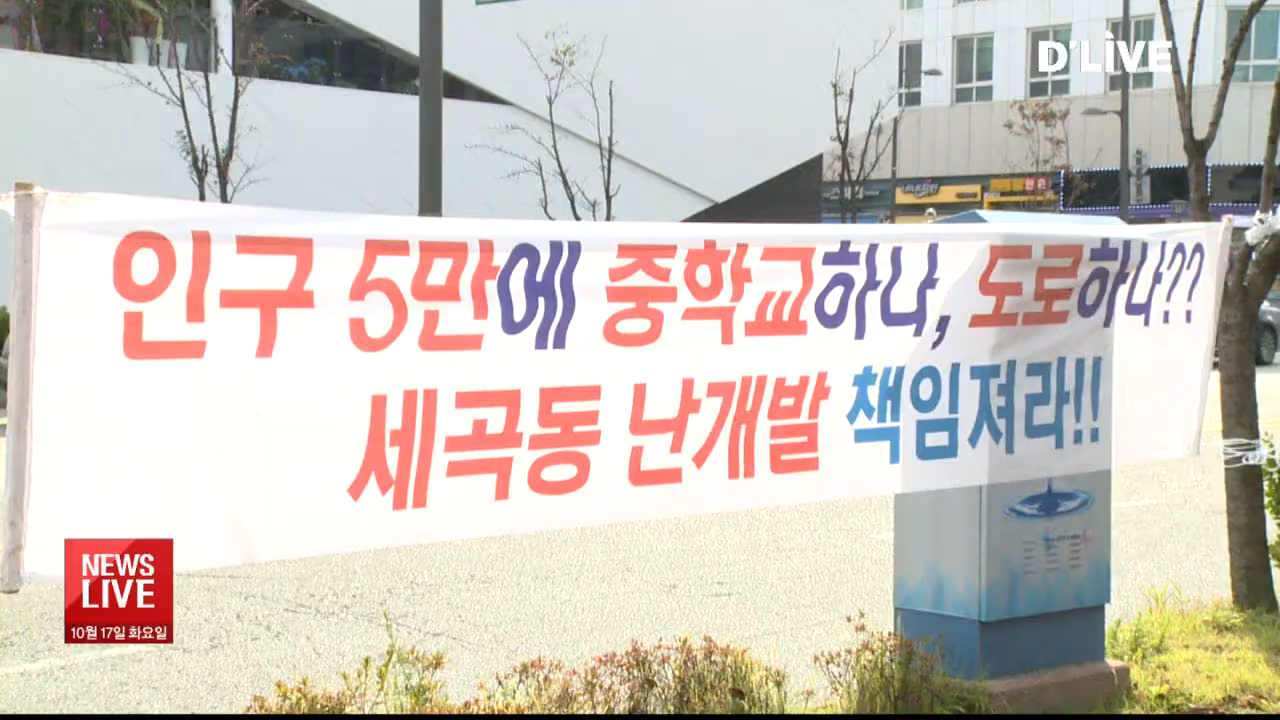 D'LIVE
인구 5만에 중학교하나, 도로하나??
세곡동 난개발 책임져라!!
NEWS
LIVE
10월 17일 화요일